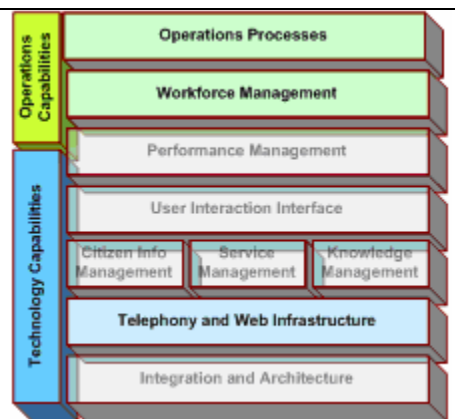 Operations
Capabilities
Operations Processes
Workforce Management
Performance Management
Technology Capabilities
User Interaction Interface
Citizen Info
Management
Service
Management
Knowledge
Management
Telephony and Web Infrastructure
Integration and Architecture